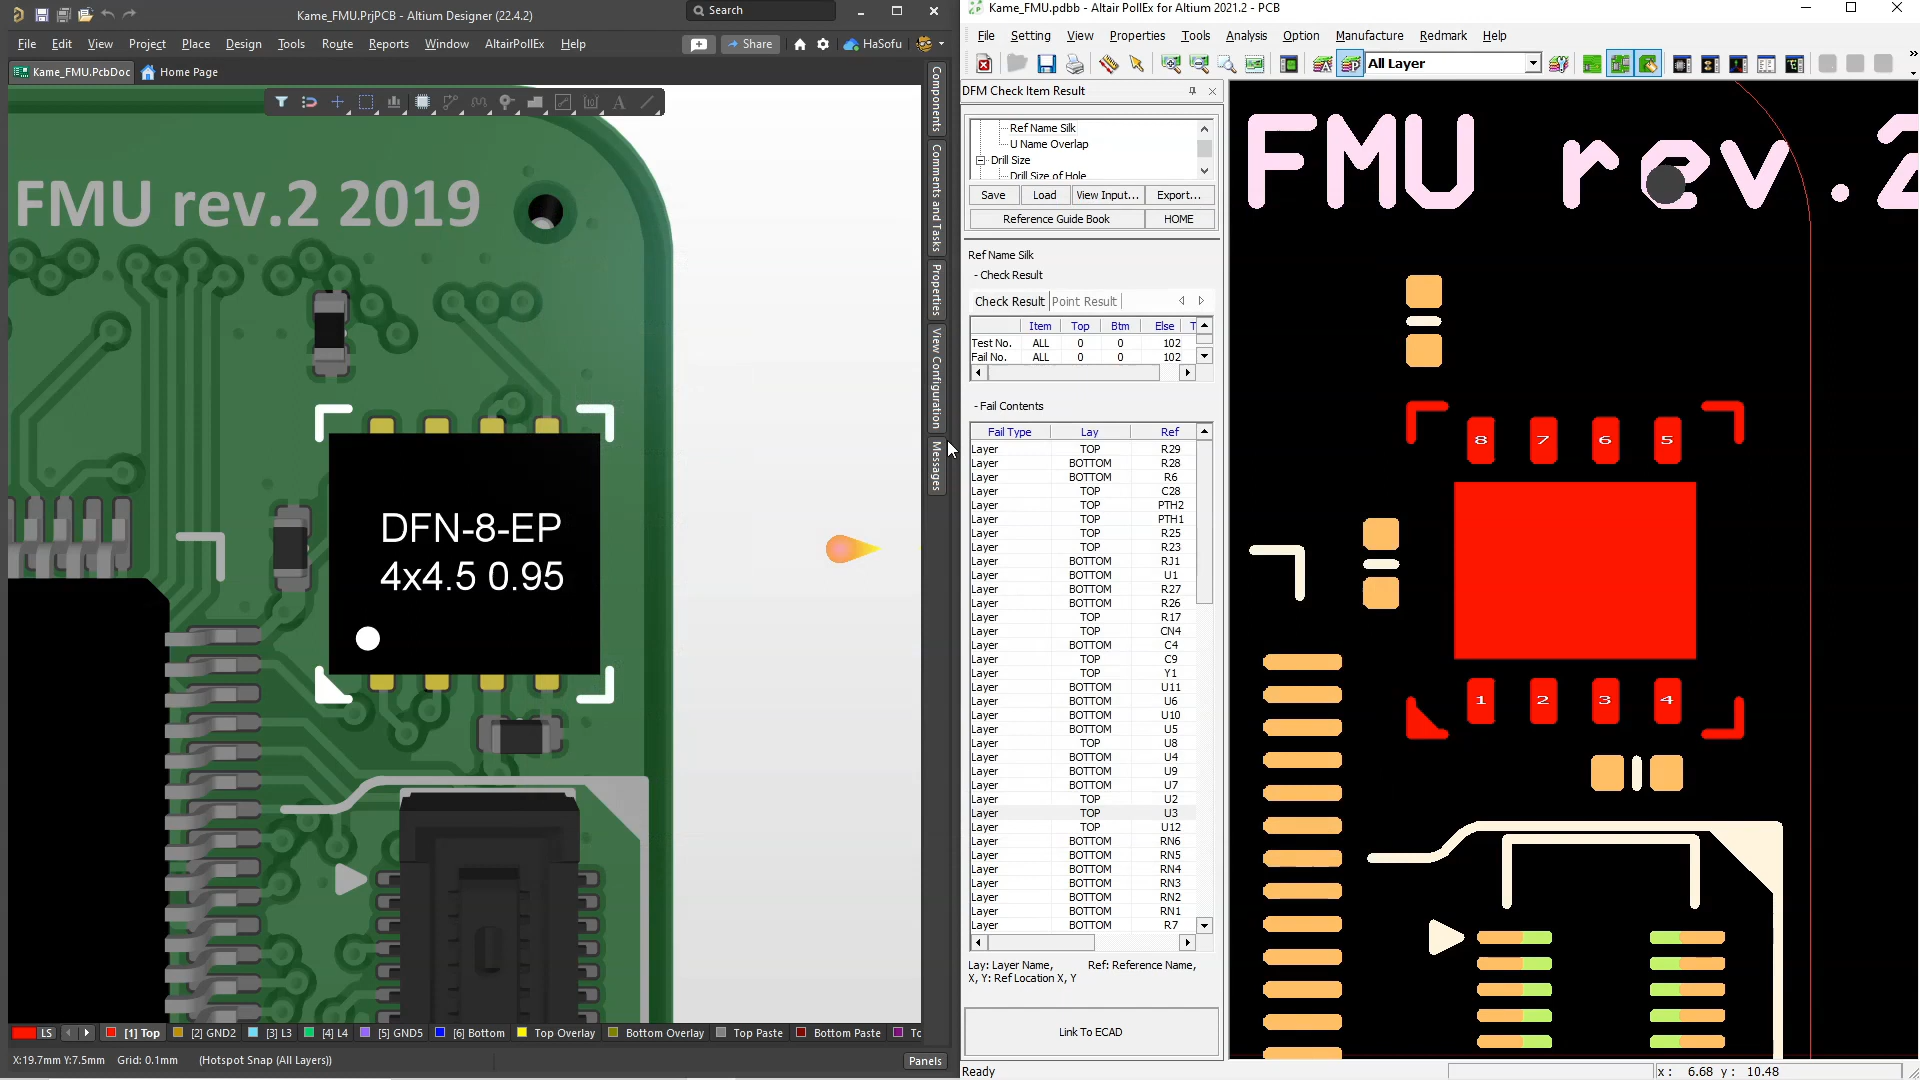 Kame_FMU.PrjPCB - Altium Designer (22.4.2)
Search
File Edit View Project Place Design Tools Route Reports Window AltairPollEx Help
Share
HaSofu
Kame_FMU.PcbDoc
Home Page
FMU rev.2 2019
DFN-8-EP
4x4.5 0.95
Components
Comments and Tasks
Properties
View Configuration
Messages
LS
[1] Top
[2] GND2
[3] L3
[4] L4
[5] GND5
[6] Bottom
Top Overlay
Bottom Overlay
Top Paste
Bottom Paste
To
X:19.7mm Y:7.5mm Grid: 0.1mm (Hotspot Snap (All Layers))
Panels
Kame_FMU.pdbb - Altair PollEx for Altium 2021.2 - PCB
File Setting View Properties Tools Analysis Option Manufacture Redmark Help
All Layer
DFM Check Item Result
Ref Name Silk
U Name Overlap
Drill Size
Drill Size of Hole
Save Load View Input... Export...
Reference Guide Book HOME
Ref Name Silk
- Check Result
Check Result Point Result
Item Top Btm Else T
Test No. ALL 0 0 102
Fail No. ALL 0 0 102
- Fail Contents
Fail Type Lay Ref
Layer TOP R29
Layer BOTTOM R28
Layer BOTTOM R6
Layer TOP C28
Layer TOP PTH2
Layer TOP PTH1
Layer TOP R25
Layer TOP R23
Layer BOTTOM RJ1
Layer BOTTOM U1
Layer BOTTOM R27
Layer BOTTOM R26
Layer TOP R17
Layer TOP CN4
Layer BOTTOM C4
Layer TOP C9
Layer TOP Y1
Layer BOTTOM U11
Layer BOTTOM U6
Layer BOTTOM U10
Layer BOTTOM U5
Layer TOP U8
Layer BOTTOM U4
Layer BOTTOM U9
Layer BOTTOM U7
Layer TOP U2
Layer TOP U3
Layer TOP U12
Layer BOTTOM RN6
Layer BOTTOM RN5
Layer BOTTOM RN4
Layer BOTTOM RN3
Layer BOTTOM RN2
Layer BOTTOM RN1
Layer BOTTOM R7
Lay: Layer Name, Ref: Reference Name,
X, Y: Ref Location X, Y
Link To ECAD
Ready
FMU rev.2
8 7 6 5
1 2 3 4
x: 6.68 y: 10.48